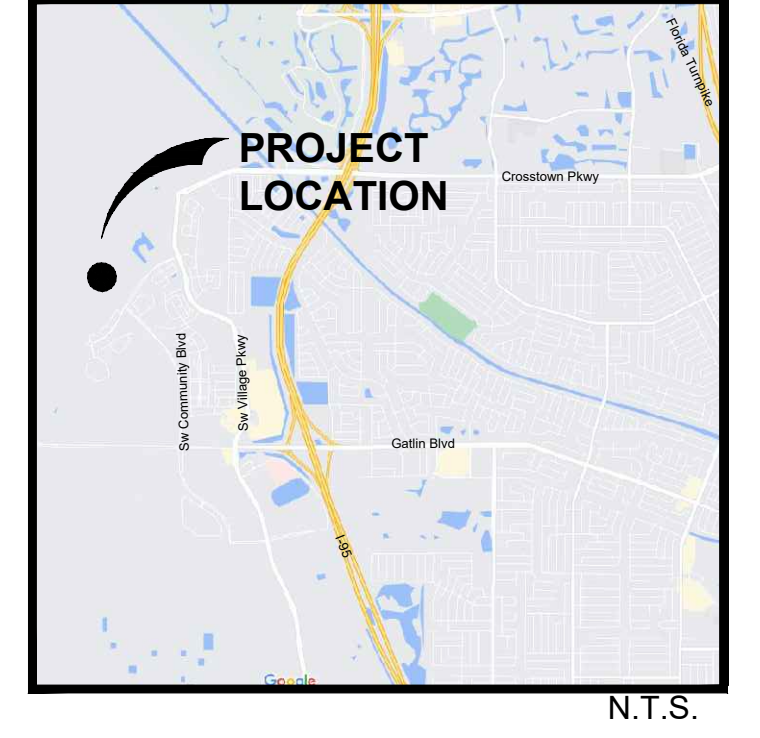 Florida Turnpike
PROJECT
LOCATION
Crosstown Pkwy
Sw Community Blvd
Sw Village Pkwy
Gatlin Blvd
I-95
Google
N.T.S.